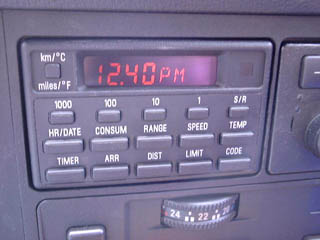 km/°C
miles/°F
12.40PM
1000 100 10 1 S/R
HR/DATE CONSUM RANGE SPEED TEMP
TIMER ARR DIST LIMIT CODE
24 22 20